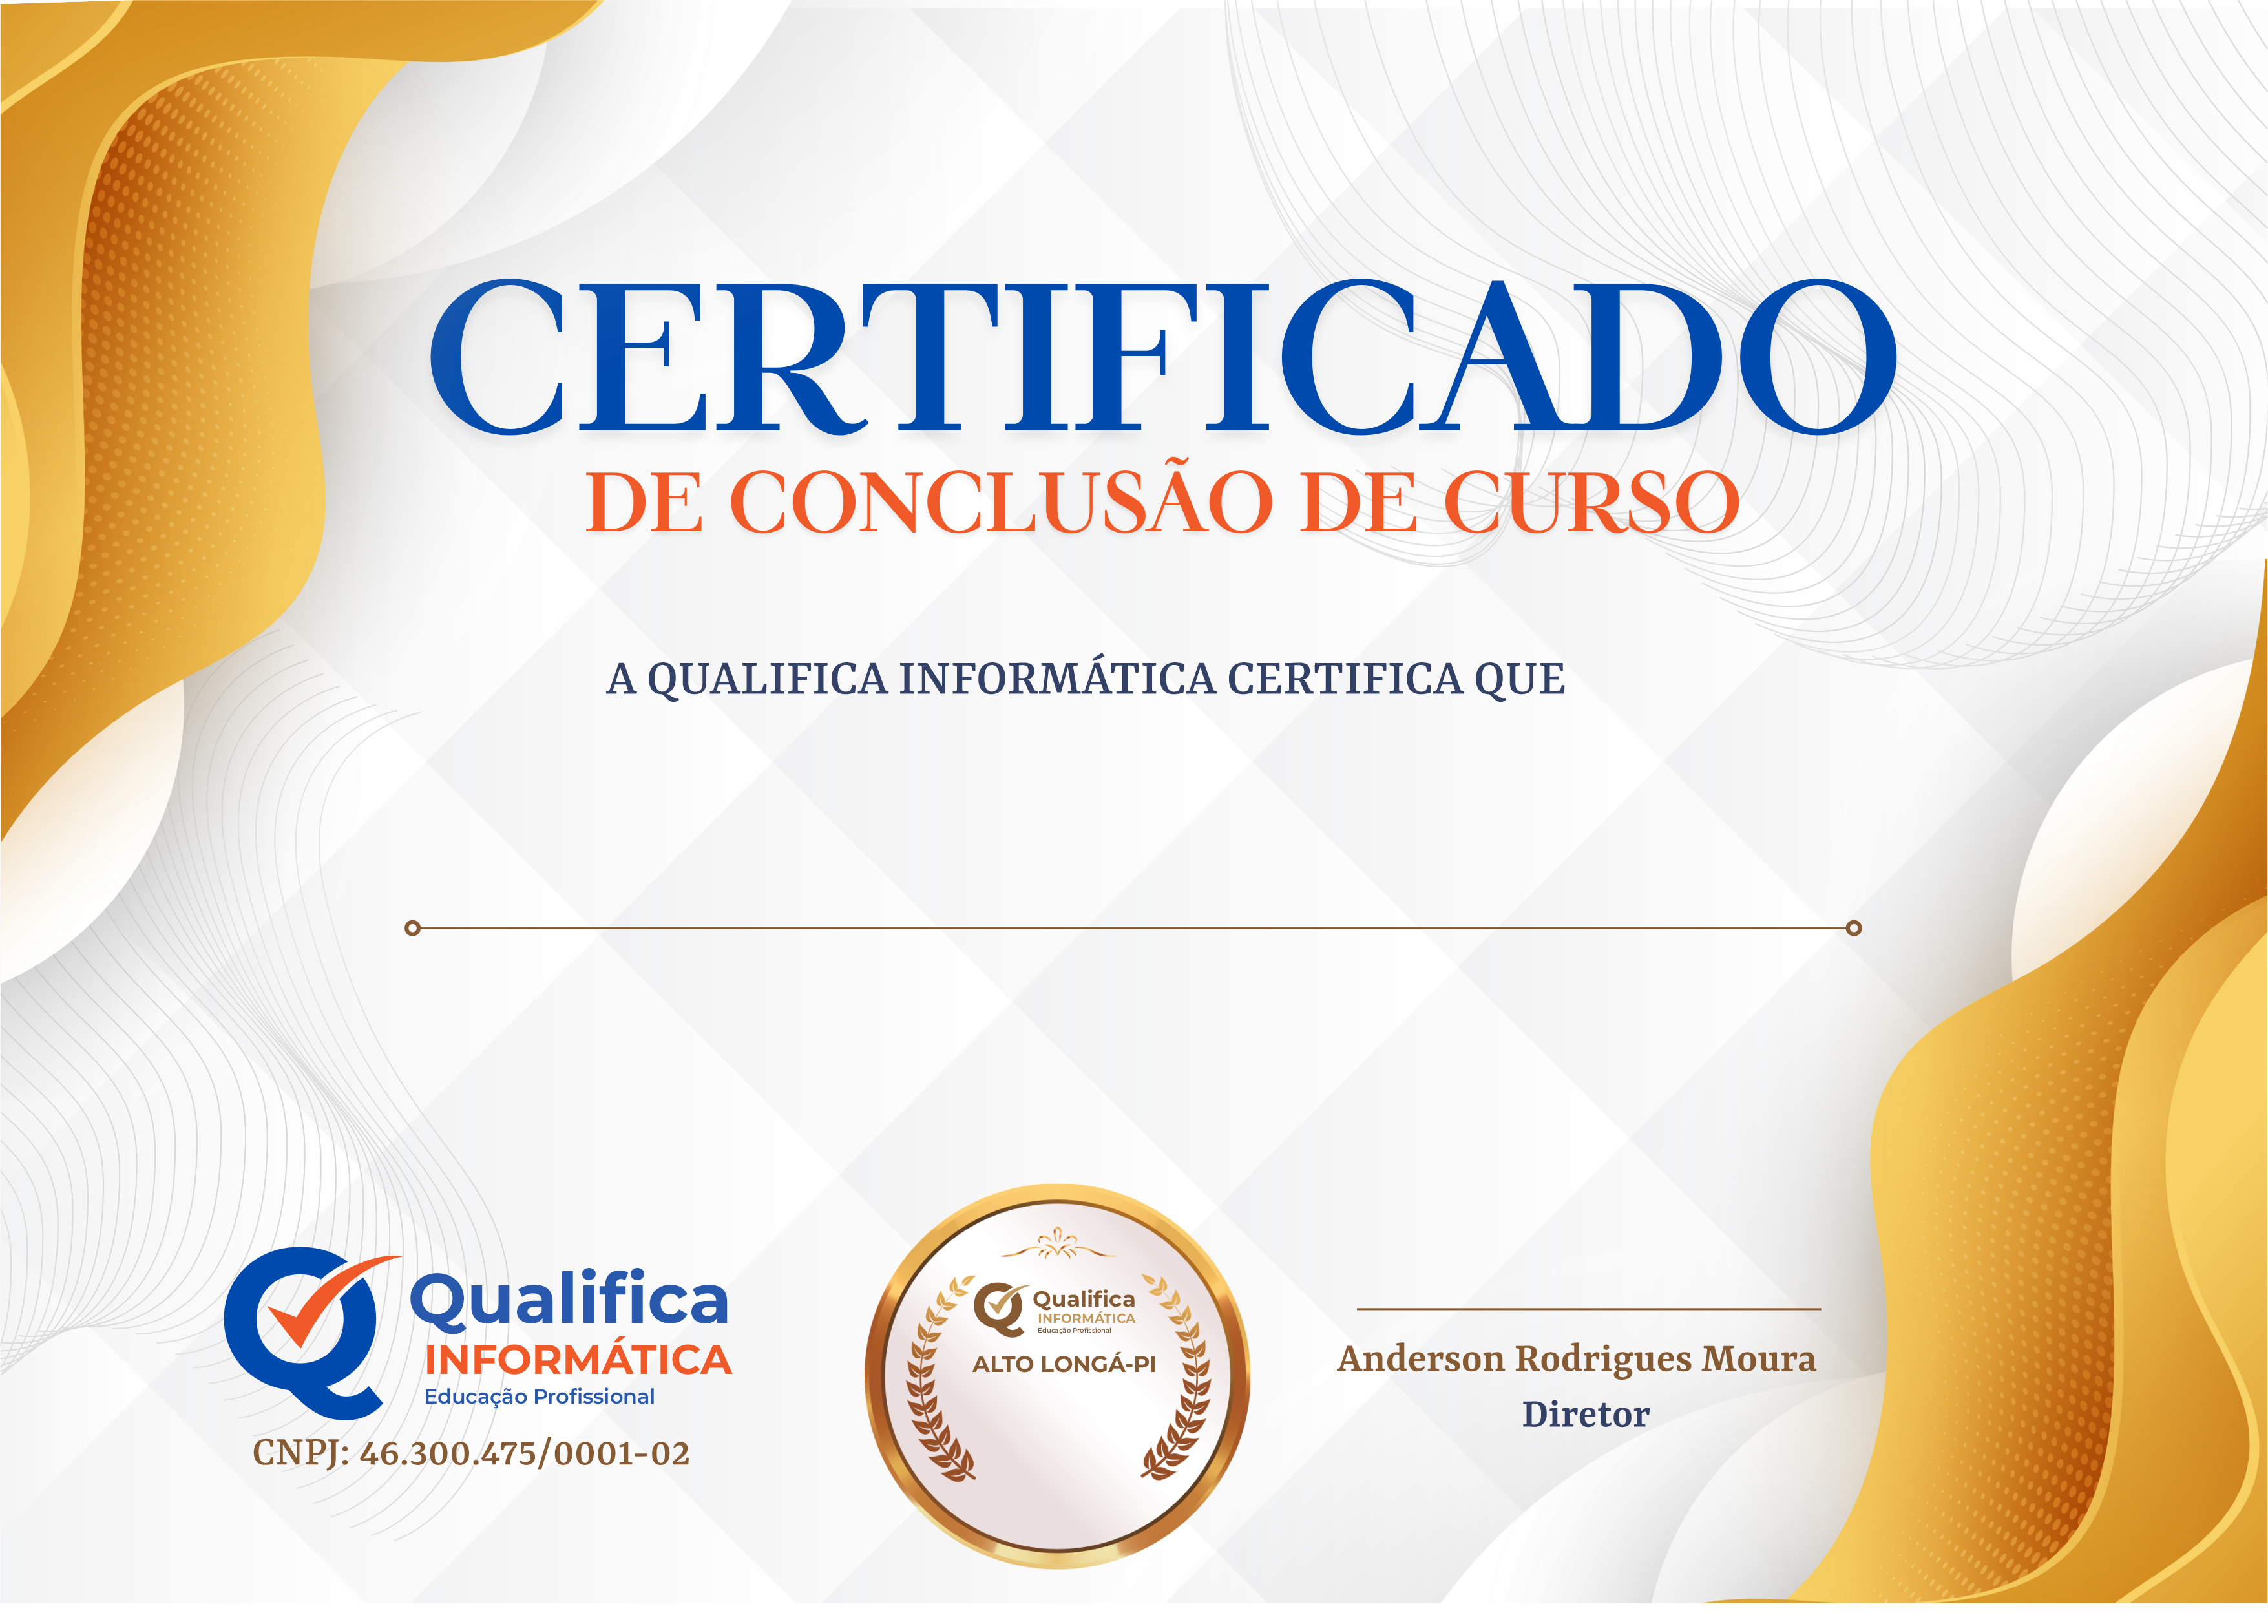 CERTIFICADO
DE CONCLUSÃO DE CURSO
A QUALIFICA INFORMÁTICA CERTIFICA QUE
Qualifica
INFORMÁTICA
Educação Profissional
CNPJ: 46.300.475/0001-02
Qualifica
INFORMÁTICA
Educação Profissional
ALTO LONGÁ-PI
Anderson Rodrigues Moura
Diretor